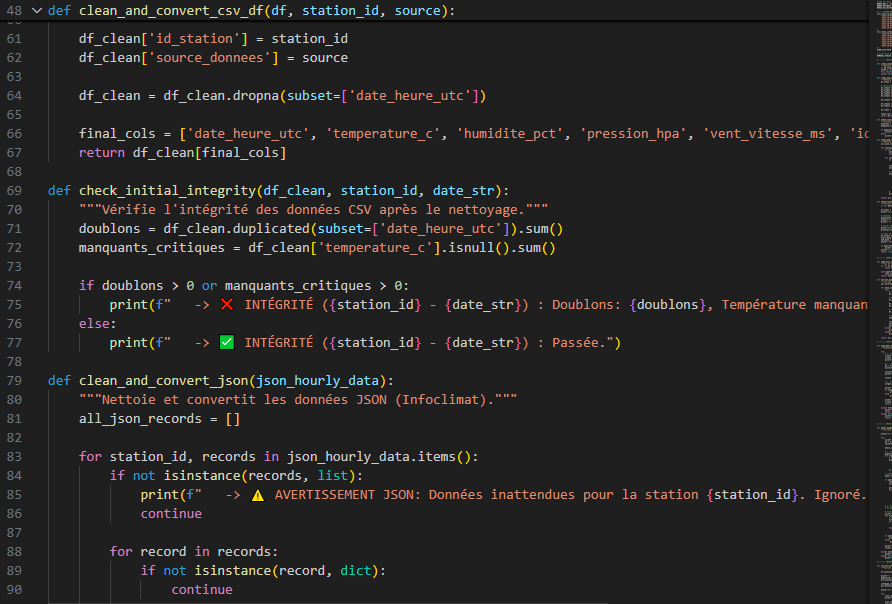 48 def clean_and_convert_csv_df(df, station_id, source):
61 df_clean['id_station'] = station_id
62 df_clean['source_donnees'] = source
63
64 df_clean = df_clean.dropna(subset=['date_heure_utc'])
65
66 final_cols = ['date_heure_utc', 'temperature_c', 'humidite_pct', 'pression_hpa', 'vent_vitesse_ms',
67 return df_clean[final_cols]
68
69 def check_initial_integrity(df_clean, station_id, date_str):
70 """Vérifie l'intégrité des données CSV après le nettoyage."""
71 doublons = df_clean.duplicated(subset=['date_heure_utc']).sum()
72 manquants_critiques = df_clean['temperature_c'].isnull().sum()
73
74 if doublons > 0 or manquants_critiques > 0:
75 print(f"   -> ❌ INTÉGRITÉ ({station_id} - {date_str}) : Doublons: {doublons}, Température manquan
76 else:
77 print(f"   -> ✅ INTÉGRITÉ ({station_id} - {date_str}) : Passée.")
78
79 def clean_and_convert_json(json_hourly_data):
80 """Nettoie et convertit les données JSON (Infoclimat)."""
81 all_json_records = []
82
83 for station_id, records in json_hourly_data.items():
84 if not isinstance(records, list):
85 print(f"   -> ⚠️ AVERTISSEMENT JSON: Données inattendues pour la station {station_id}. Ignoré.
86 continue
87
88 for record in records:
89 if not isinstance(record, dict):
90 continue